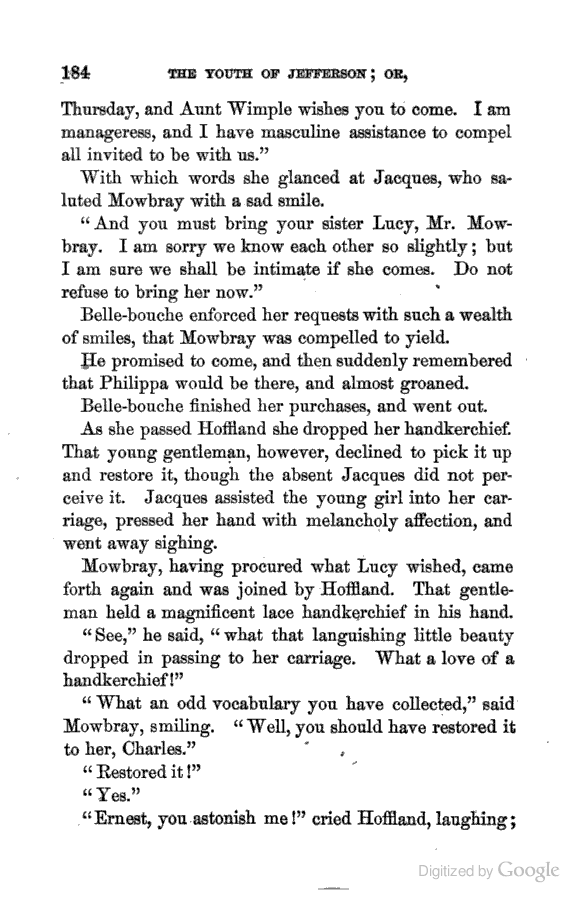 184 THE YOUTH OF JEFFERSON; OR,
Thursday, and Aunt Wimple wishes you to come. I am
manageress, and I have masculine assistance to compel
all invited to be with us."
With which words she glanced at Jacques, who sa-
luted Mowbray with a sad smile.
"And you must bring your sister Lucy, Mr. Mow-
bray. I am sorry we know each other so slightly; but
I am sure we shall be intimate if she comes. Do not
refuse to bring her now."
Belle-bouche enforced her requests with such a wealth
of smiles, that Mowbray was compelled to yield.
He promised to come, and then suddenly remembered
that Philippa would be there, and almost groaned.
Belle-bouche finished her purchases, and went out.
As she passed Hoffland she dropped her handkerchief.
That young gentleman, however, declined to pick it up
and restore it, though the absent Jacques did not per-
ceive it. Jacques assisted the young girl into her car-
riage, pressed her hand with melancholy affection, and
went away sighing.
Mowbray, having procured what Lucy wished, came
forth again and was joined by Hoffland. That gentle-
man held a magnificent lace handkerchief in his hand.
"See," he said, "what that languishing little beauty
dropped in passing to her carriage. What a love of a
handkerchief!"
"What an odd vocabulary you have collected," said
Mowbray, smiling. "Well, you should have restored it
to her, Charles."
"Restored it!"
"Yes."
"Ernest, you astonish me!" cried Hoffland, laughing;
Digitized by Google